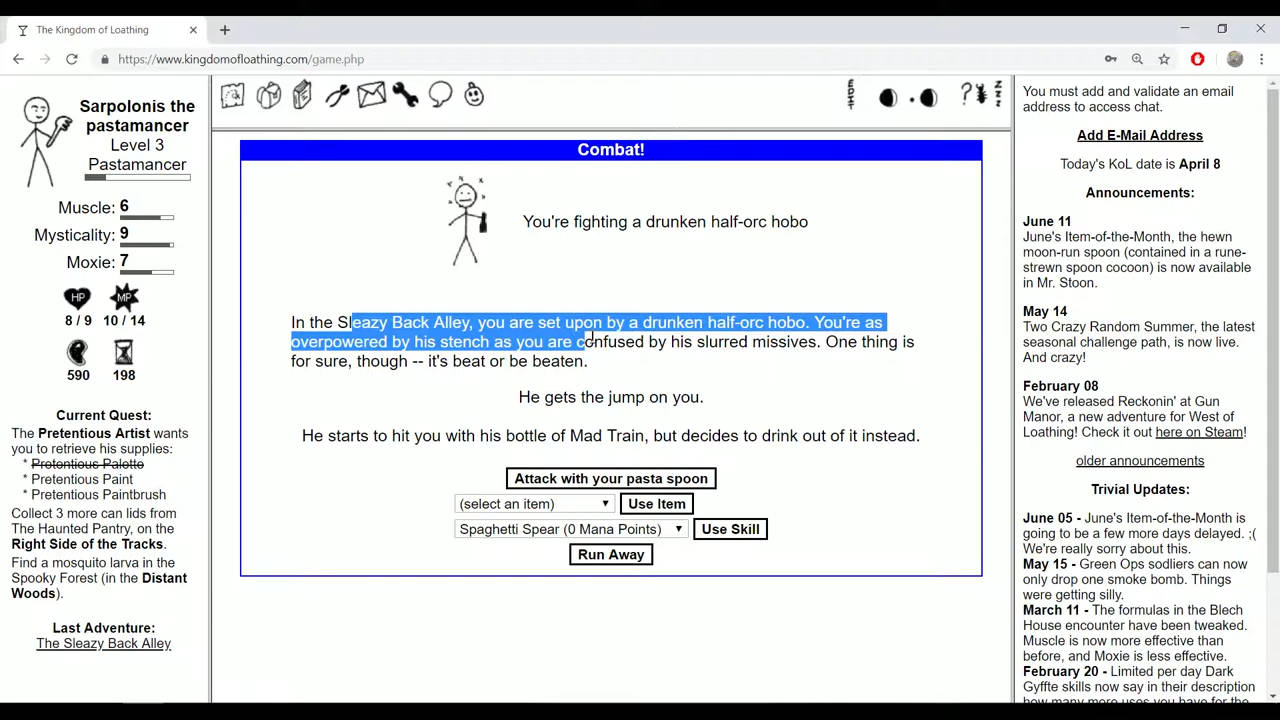 The Kingdom of Loathing
https://www.kingdomofloathing.com/game.php
Sarpolonis the
pastamancer
Level 3
Pastamancer
Muscle: 6
Mysticality: 9
Moxie: 7
HP MP
8 / 9 10 / 14
590 198
Current Quest:
The Pretentious Artist wants
you to retrieve his supplies:
* Pretentious Palette
* Pretentious Paint
* Pretentious Paintbrush
Collect 3 more can lids from
The Haunted Pantry, on the
Right Side of the Tracks.
Find a mosquito larva in the
Spooky Forest (in the Distant
Woods).
Last Adventure:
The Sleazy Back Alley
EDIT
Combat!
You're fighting a drunken half-orc hobo
In the Sleazy Back Alley, you are set upon by a drunken half-orc hobo. You're as
overpowered by his stench as you are confused by his slurred missives. One thing is
for sure, though -- it's beat or be beaten.
He gets the jump on you.
He starts to hit you with his bottle of Mad Train, but decides to drink out of it instead.
Attack with your pasta spoon
(select an item) Use Item
Spaghetti Spear (0 Mana Points) Use Skill
Run Away
You must add and validate an email
address to access chat.
Add E-Mail Address
Today's KoL date is April 8
Announcements:
June 11
June's Item-of-the-Month, the hewn
moon-run spoon (contained in a rune-
strewn spoon cocoon) is now available
in Mr. Stoon.
May 14
Two Crazy Random Summer, the latest
seasonal challenge path, is now live.
And crazy!
February 08
We've released Reckonin' at Gun
Manor, a new adventure for West of
Loathing! Check it out here on Steam!
older announcements
Trivial Updates:
June 05 - June's Item-of-the-Month is
going to be a few more days delayed. ;(
We're really sorry about this.
May 15 - Green Ops sodliers can now
only drop one smoke bomb. Things
were getting silly.
March 11 - The formulas in the Blech
House encounter have been tweaked.
Muscle is now more effective than
before, and Moxie is less effective.
February 20 - Limited per day Dark
Gyffte skills now say in their description
how many more uses you have for the